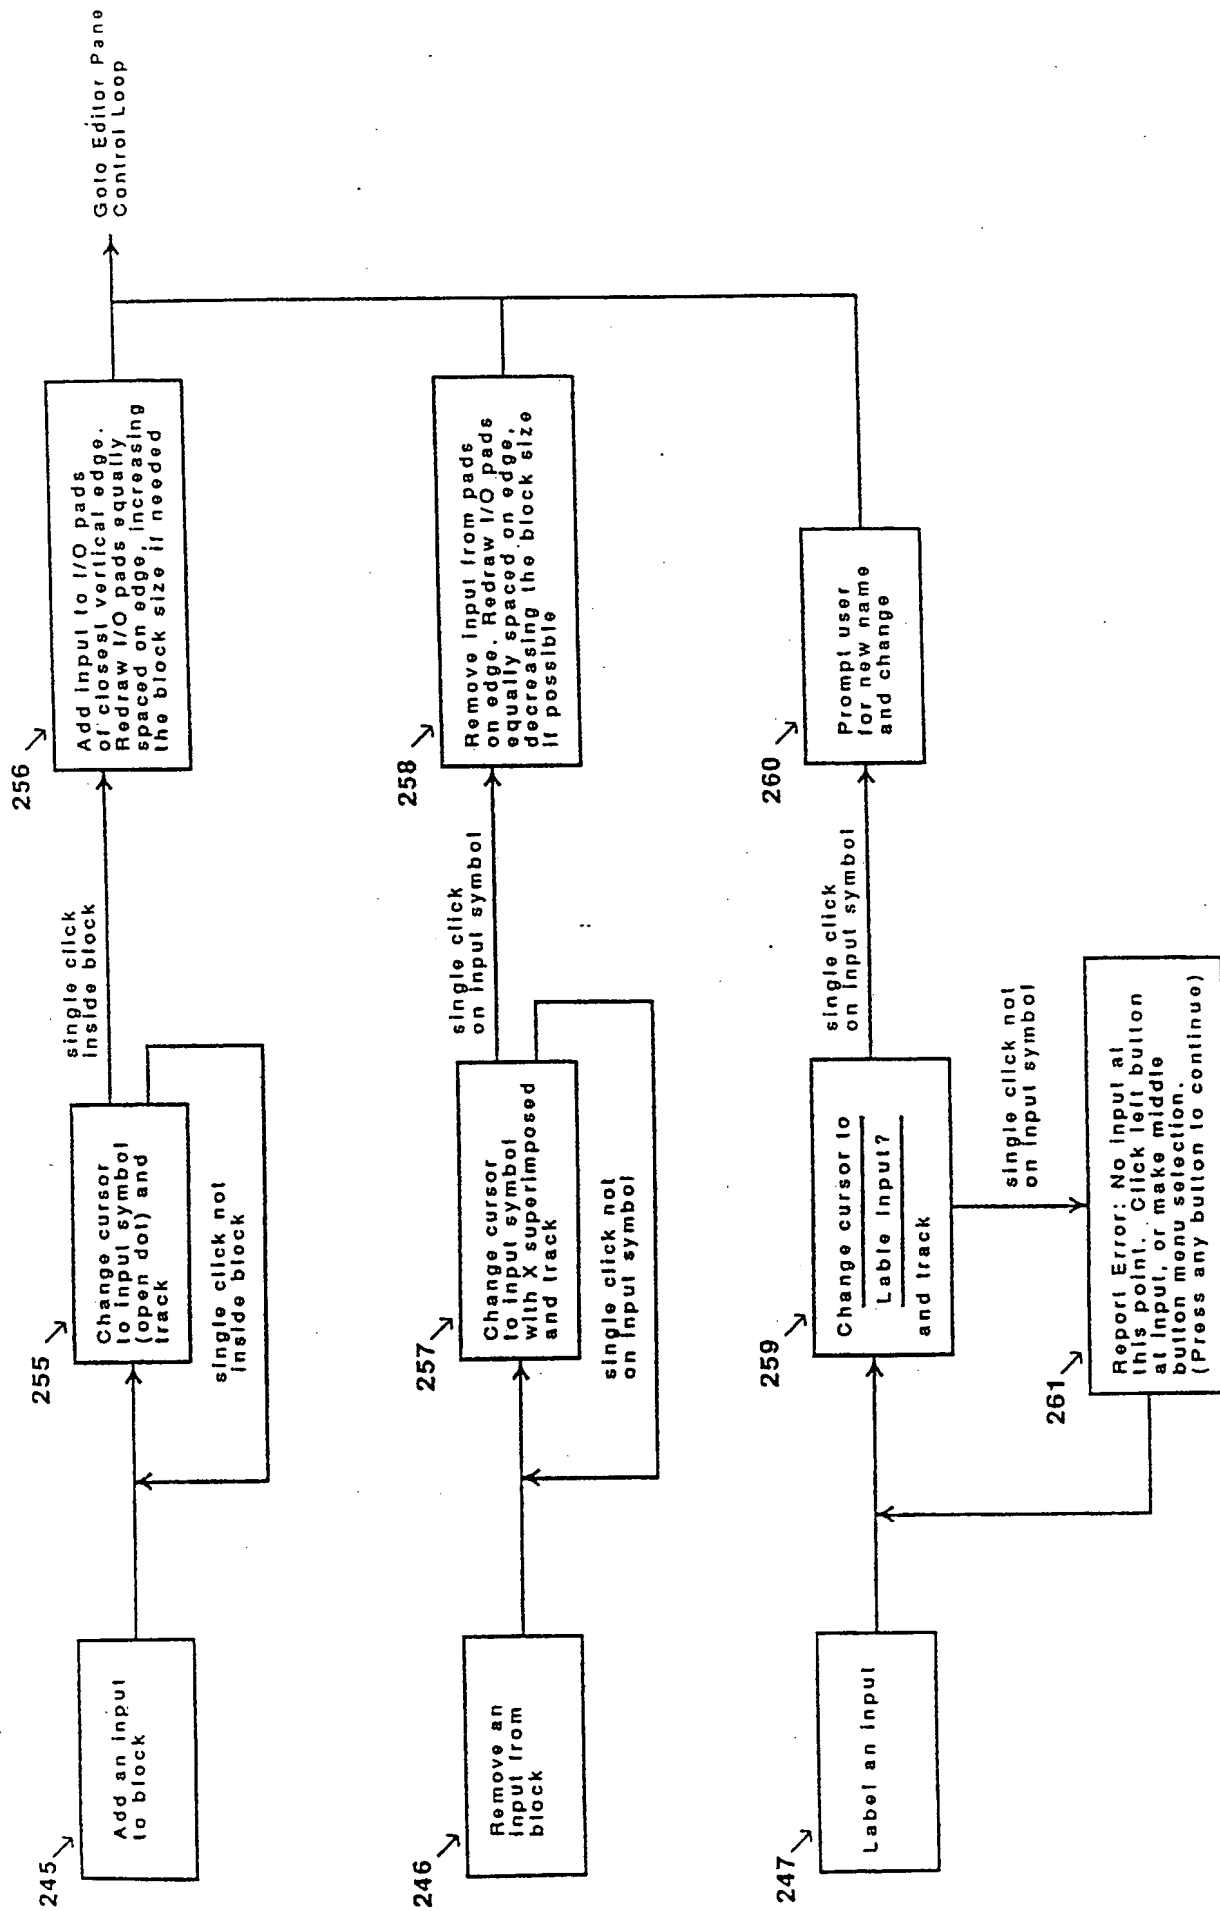 245
Add an input
to block
255
Change cursor
to input symbol
(open dot) and
track
single click not
inside block
single click
inside block
256
Add input to I/O pads
of closest vertical edge.
Redraw I/O pads equally
spaced on edge, increasing
the block size if needed
Goto Editor Pane
Control Loop
246
Remove an
input from
block
257
Change cursor
to input symbol
with X superimposed
and track
single click not
on input symbol
single click
on input symbol
258
Remove input from pads
on edge. Redraw I/O pads
equally spaced on edge,
decreasing the block size
if possible
247
Label an input
259
Change cursor to
Lable Input?
and track
single click
on input symbol
260
Prompt user
for new name
and change
single click not
on input symbol
261
Report Error: No input at
this point. Click left button
at input, or make middle
button menu selection.
(Press any button to continue)